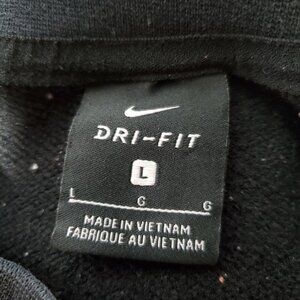 DRI-FIT
L
L G G
MADE IN VIETNAM
FABRIQUE AU VIETNAM